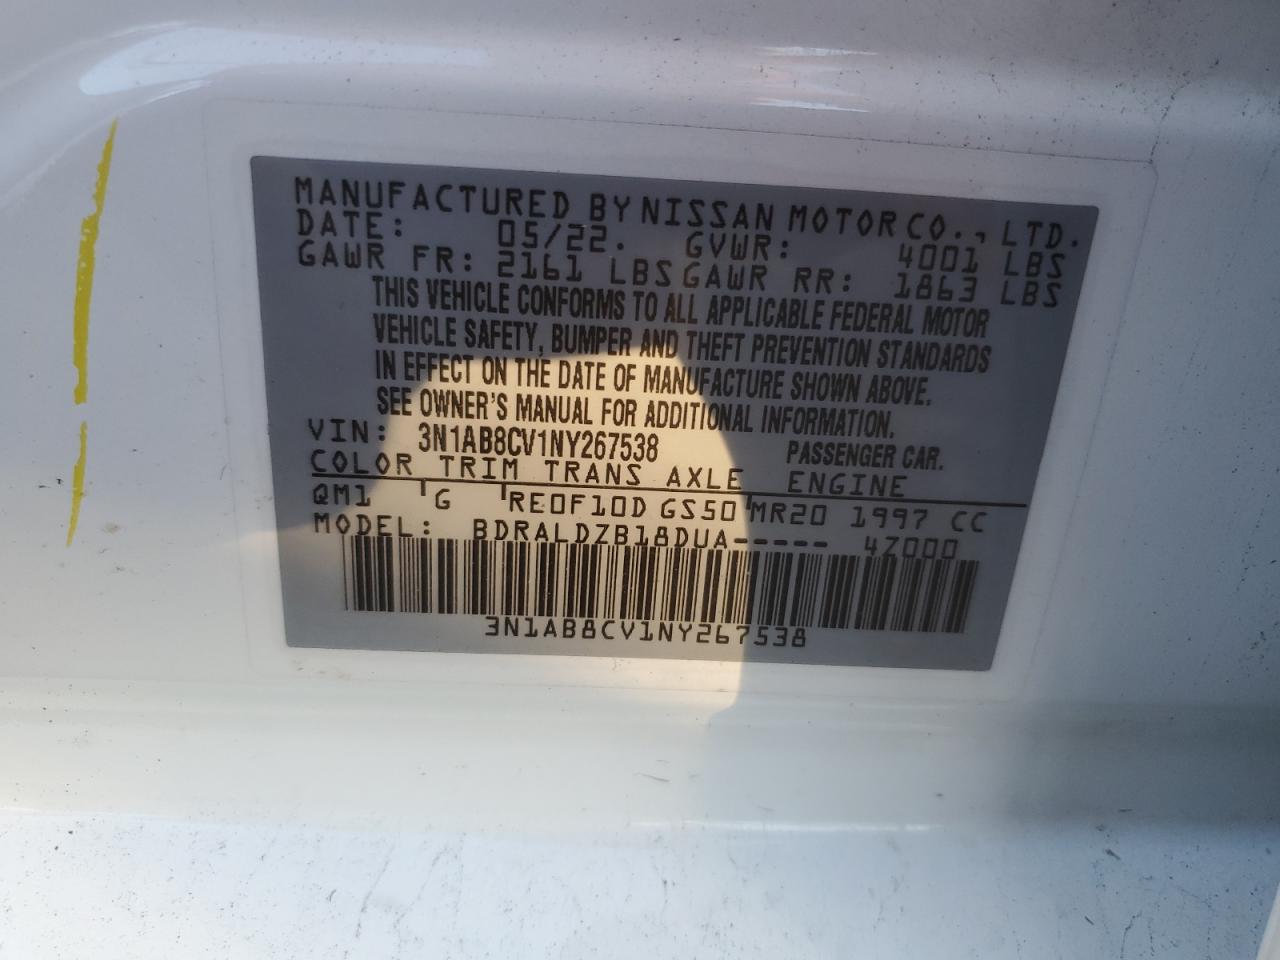 MANUFACTURED BY NISSAN MOTOR CO., LTD.
DATE: 05/22. GVWR: 4001 LBS
GAWR FR: 2161 LBS GAWR RR: 1863 LBS
THIS VEHICLE CONFORMS TO ALL APPLICABLE FEDERAL MOTOR
VEHICLE SAFETY, BUMPER AND THEFT PREVENTION STANDARDS
IN EFFECT ON THE DATE OF MANUFACTURE SHOWN ABOVE.
SEE OWNER'S MANUAL FOR ADDITIONAL INFORMATION.
VIN: 3N1AB8CV1NY267538 PASSENGER CAR.
COLOR TRIM TRANS AXLE ENGINE
QM1 G RE0F10D GS50 MR20 1997 CC
MODEL: BDRALDZB18DUA----- 4Z000
3N1AB8CV1NY267538